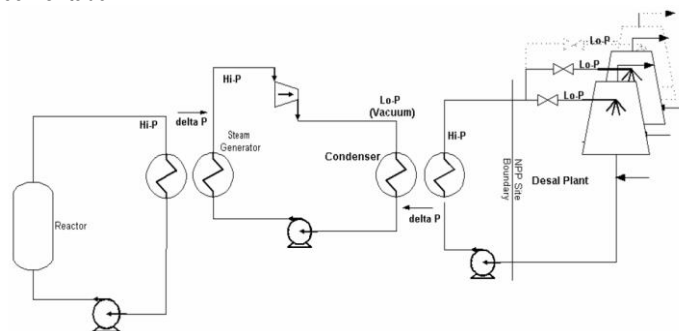 Lo-P
Lo-P
Lo-P
Hi-P
Lo-P
(Vacuum)
Hi-P
delta P
Steam
Generator
Hi-P
Condenser
NPP Site
Boundary
Desal Plant
delta P
Reactor